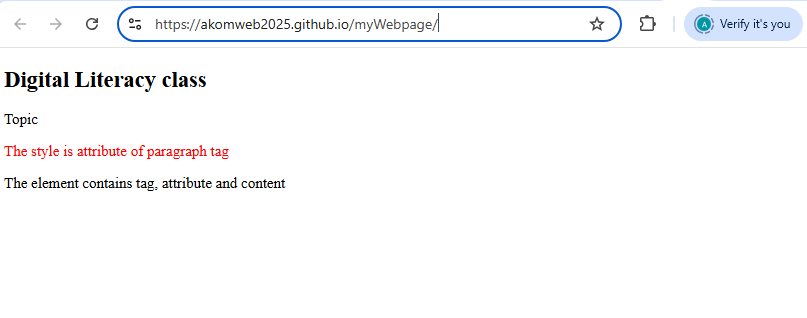 https://akomweb2025.github.io/myWebpage/
A
Verify it's you
Digital Literacy class
Topic
The style is attribute of paragraph tag
The element contains tag, attribute and content